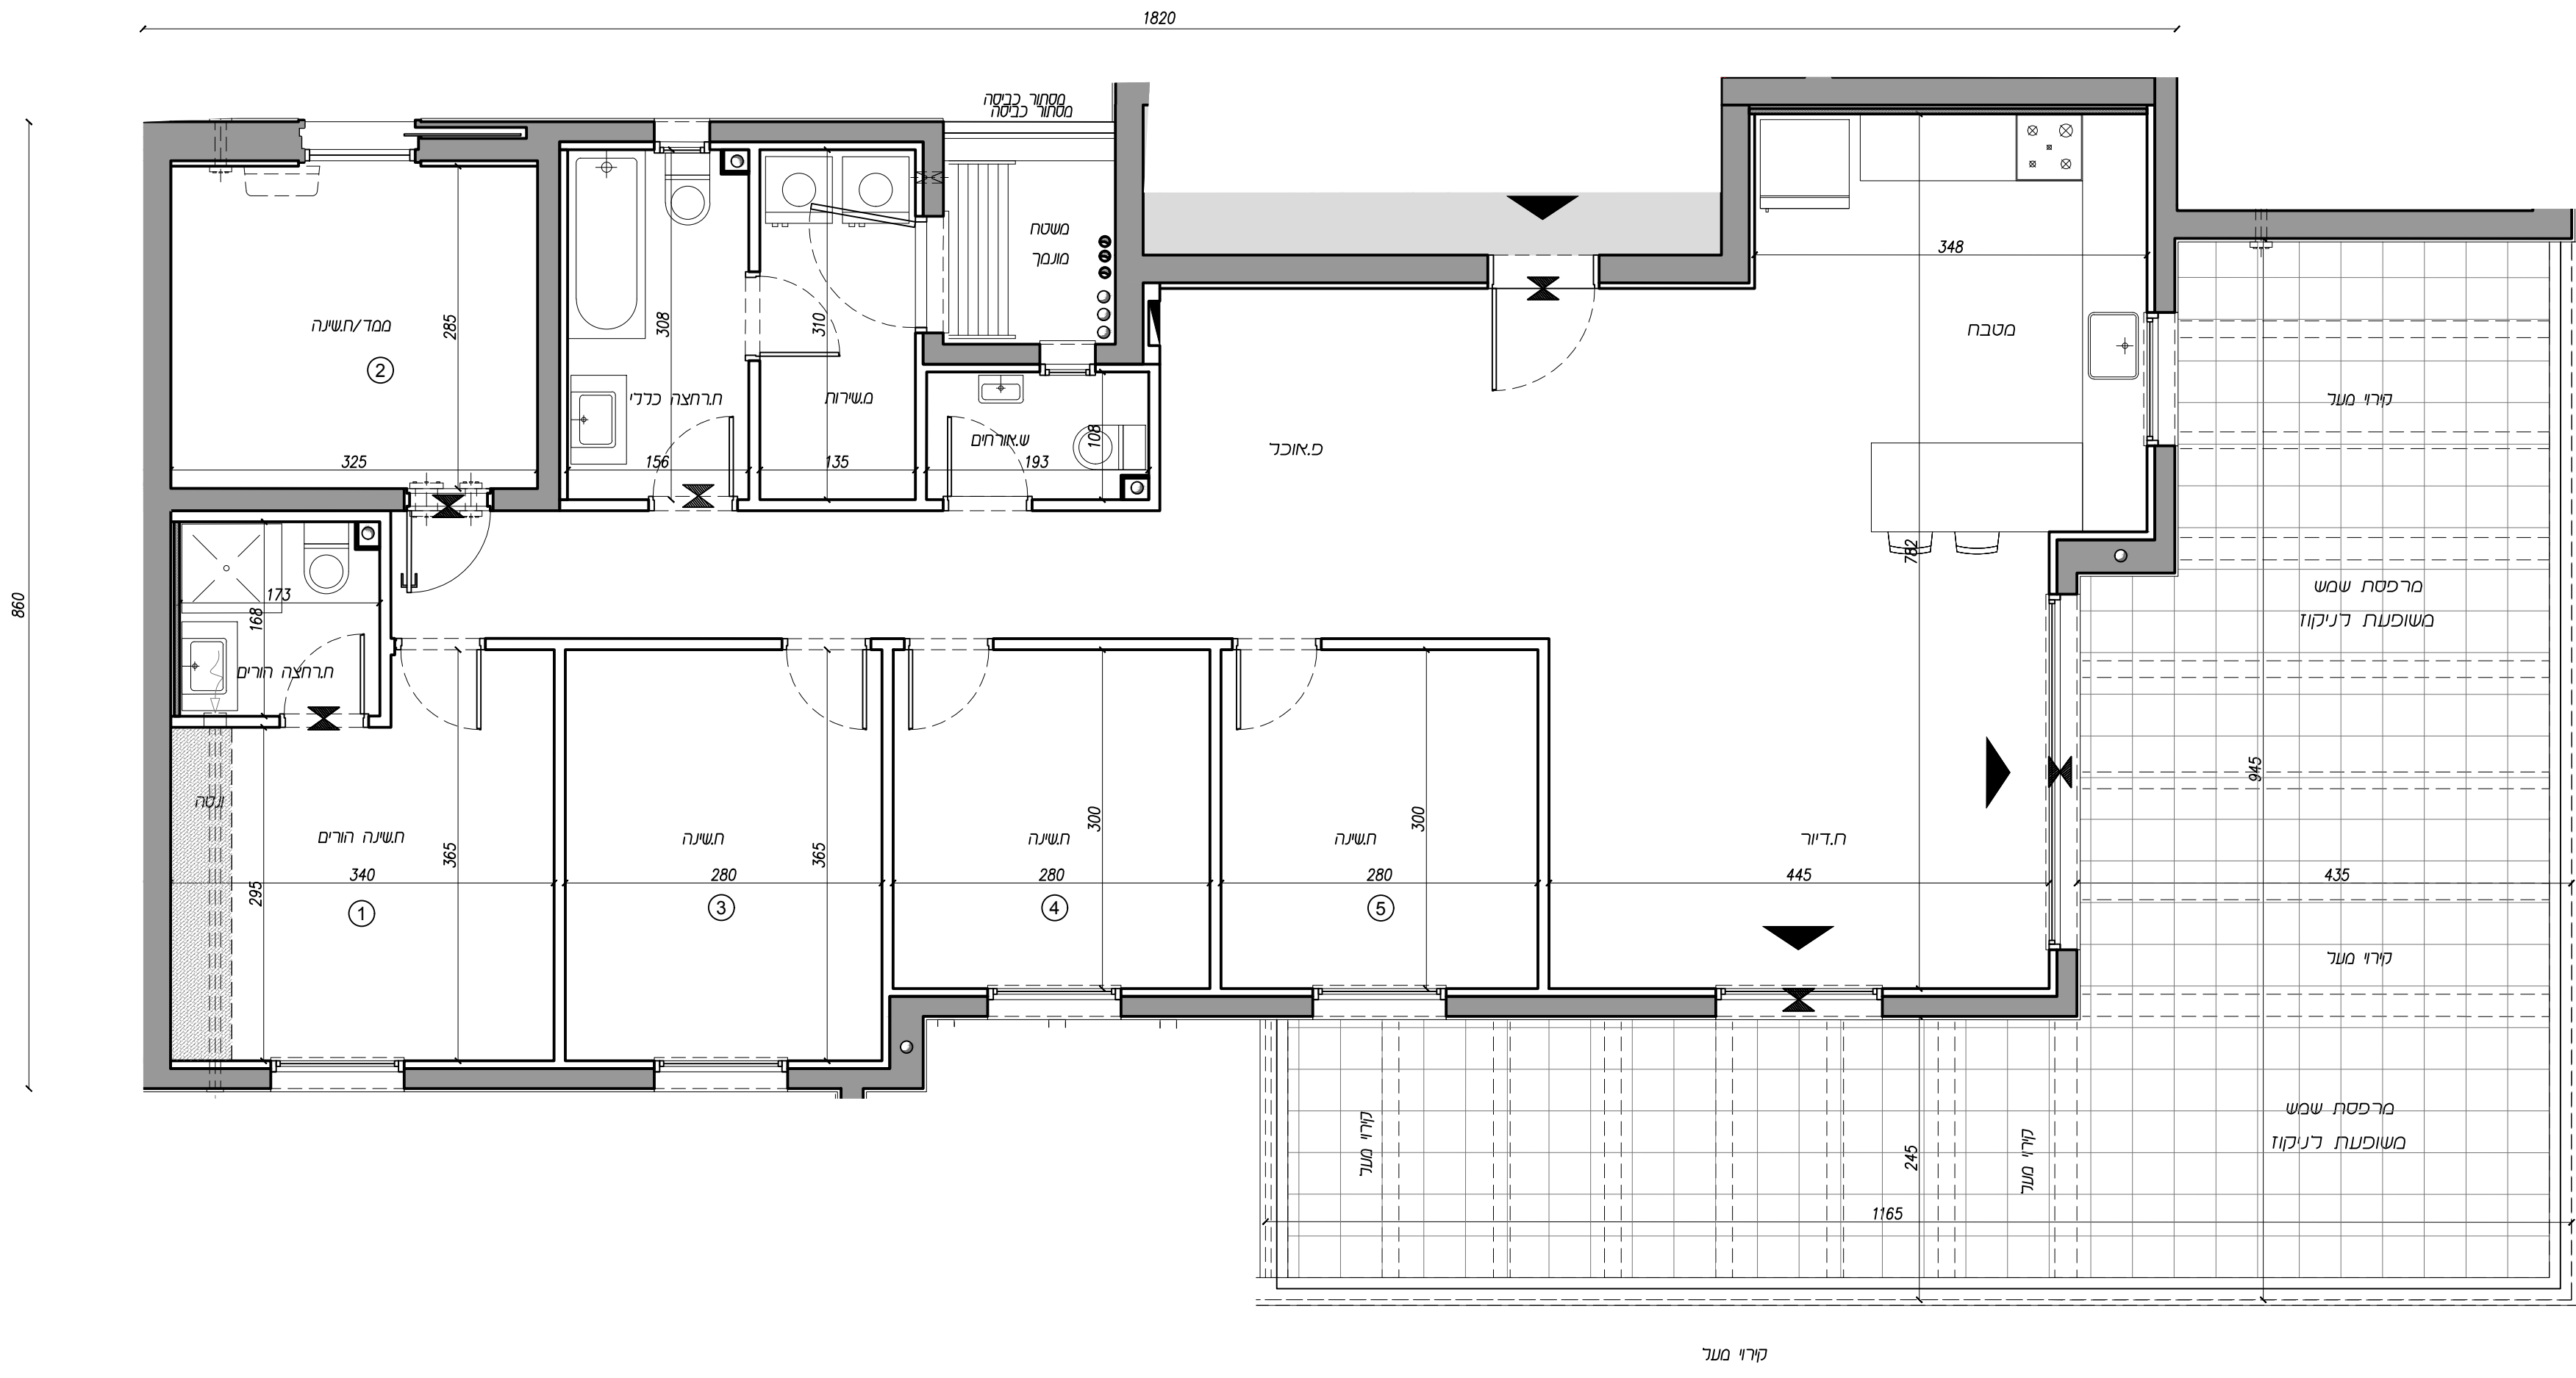 1820
מסתור כביסה
מסתור כביסה
משטח
מונמך
348
ממד/ח.שינה
285
308
310
מטבח
2
ח.רחצה כללי
מ.שירות
קירוי מעל
ש.אורחים
108
פ.אוכל
325
156
135
193
782
860
173
168
מרפסת שמש
משופעת לניקוז
ח.רחצה הורים
945
ונטה
ח.שינה הורים
365
295
340
1
ח.שינה
365
280
3
ח.שינה
300
280
4
ח.שינה
300
280
5
ח.דיור
445
435
קירוי מעל
מרפסת שמש
משופעת לניקוז
קירוי מעל
קירוי מעל
245
1165
קירוי מעל